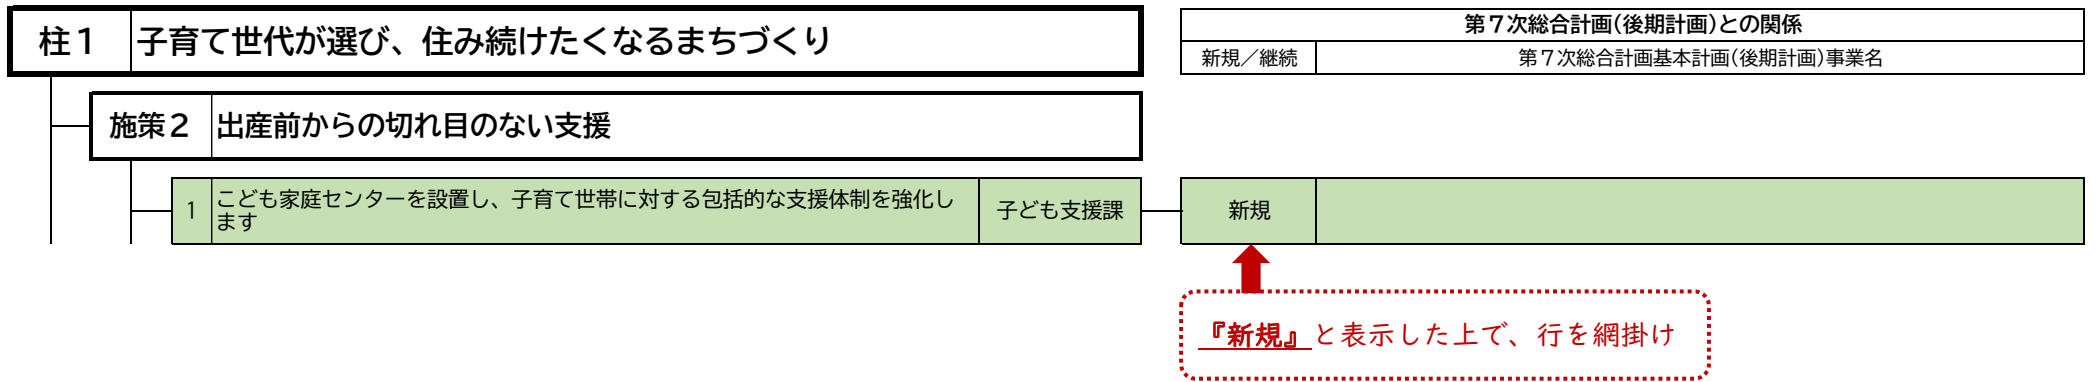 柱１ 子育て世代が選び、住み続けたくなるまちづくり
第７次総合計画(後期計画)との関係
新規／継続 第７次総合計画基本計画(後期計画)事業名
施策２ 出産前からの切れ目のない支援
1 こども家庭センターを設置し、子育て世帯に対する包括的な支援体制を強化し
ます
子ども支援課
新規
『新規』と表示した上で、行を網掛け